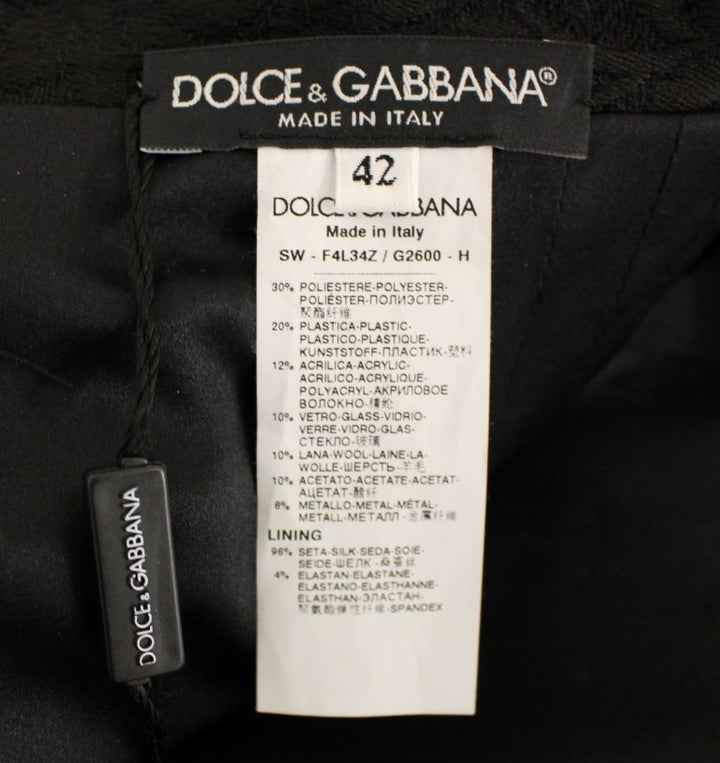 DOLCE & GABBANA®
MADE IN ITALY
42
DOLCE & GABBANA
Made in Italy
SW - F4L34Z / G2600 - H
30% POLIESTERE-POLYESTER-
POLIÉSTER-ПОЛИЭСТЕР-
聚酯纤维
20% PLASTICA-PLASTIC-
PLASTICO-PLASTIQUE-
KUNSTSTOFF-ПЛАСТИК-塑料
12% ACRILICA-ACRYLIC-
ACRILICO-ACRYLIQUE-
POLYACRYL-АКРИЛОВОЕ
ВОЛОКНО-腈纶
10% VETRO-GLASS-VIDRIO-
VERRE-VIDRO-GLAS-
СТЕКЛО-玻璃
10% LANA-WOOL-LAINE-LA-
WOLLE-ШЕРСТЬ-羊毛
10% ACETATO-ACETATE-ACETAT-
АЦЕТАТ-醋纤
8% METALLO-METAL-MÉTAL-
METALL-МЕТАЛЛ-金属纤维
LINING
96% SETA-SILK-SEDA-SOIE-
SEIDE-ШЕЛК-桑蚕丝
4% ELASTAN-ELASTANE-
ELASTANO-ELASTHANNE-
ELASTHAN-ЭЛАСТАН-
聚氨酯弹性纤维-SPANDEX
DOLCE & GABBANA